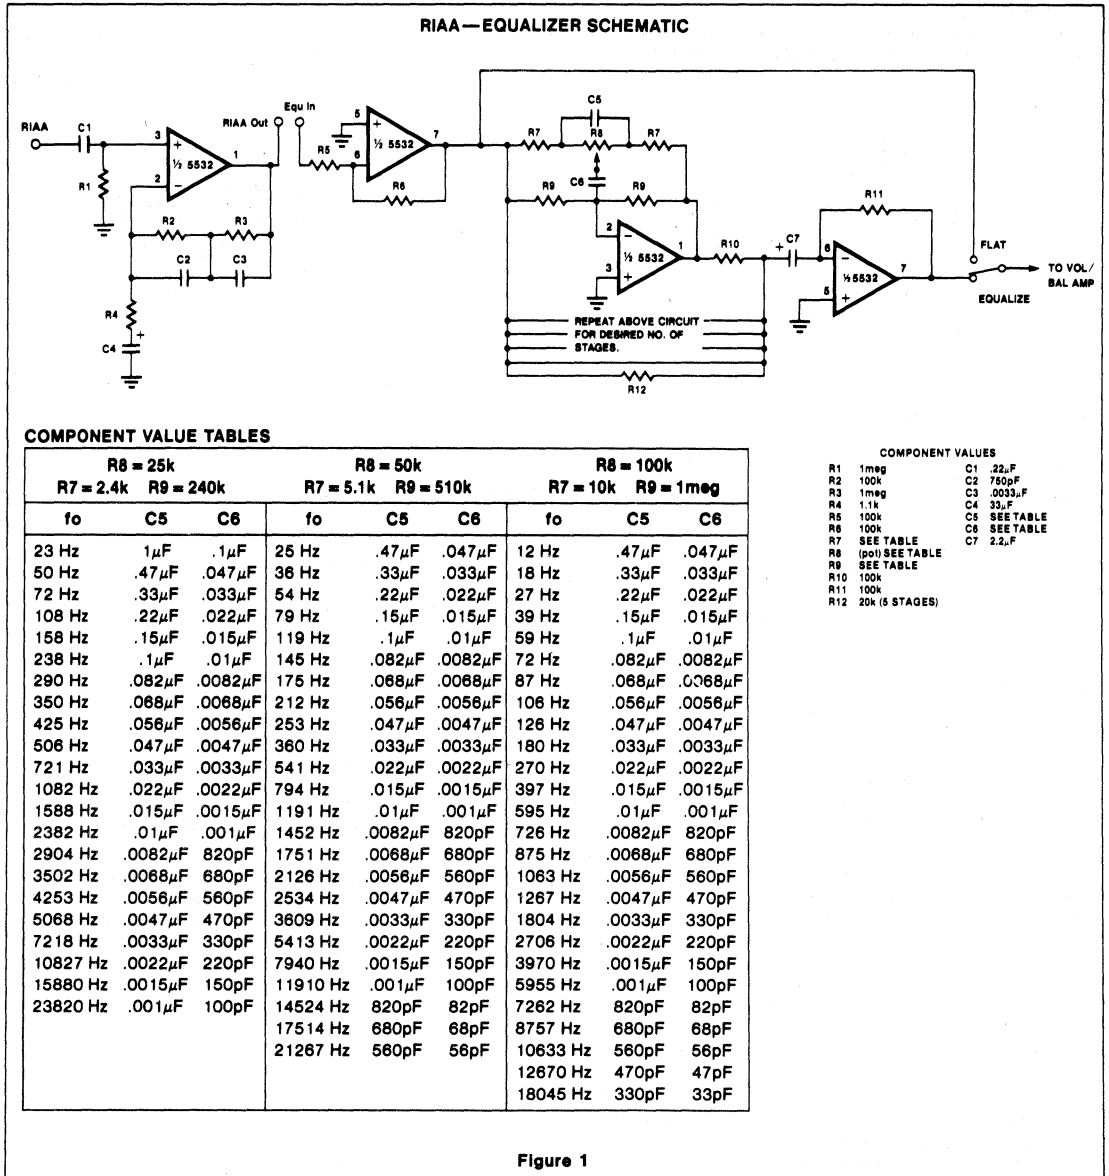 RIAA—EQUALIZER SCHEMATIC
RIAA
C1
R1
3
+
½ 5532
1
2
−
R2
R3
C2
C3
R4
+
C4
RIAA Out
Equ In
R5
5
+
½ 5532
7
6
−
R6
C5
R7
R8
R7
C6
R9
R9
2
−
½ 5532
1
3
+
R10
+
C7
R11
6
−
½5532
7
5
+
FLAT
TO VOL/
BAL AMP
EQUALIZE
REPEAT ABOVE CIRCUIT
FOR DESIRED NO. OF
STAGES.
R12
COMPONENT VALUE TABLES
R8 = 25k R8 = 50k R8 = 100k
R7 = 2.4k R9 = 240k R7 = 5.1k R9 = 510k R7 = 10k R9 = 1meg
fo C5 C6 fo C5 C6 fo C5 C6
23 Hz 1µF .1µF 25 Hz .47µF .047µF 12 Hz .47µF .047µF
50 Hz .47µF .047µF 36 Hz .33µF .033µF 18 Hz .33µF .033µF
72 Hz .33µF .033µF 54 Hz .22µF .022µF 27 Hz .22µF .022µF
108 Hz .22µF .022µF 79 Hz .15µF .015µF 39 Hz .15µF .015µF
158 Hz .15µF .015µF 119 Hz .1µF .01µF 59 Hz .1µF .01µF
238 Hz .1µF .01µF 145 Hz .082µF .0082µF 72 Hz .082µF .0082µF
290 Hz .082µF .0082µF 175 Hz .068µF .0068µF 87 Hz .068µF .0068µF
350 Hz .068µF .0068µF 212 Hz .056µF .0056µF 106 Hz .056µF .0056µF
425 Hz .056µF .0056µF 253 Hz .047µF .0047µF 126 Hz .047µF .0047µF
506 Hz .047µF .0047µF 360 Hz .033µF .0033µF 180 Hz .033µF .0033µF
721 Hz .033µF .0033µF 541 Hz .022µF .0022µF 270 Hz .022µF .0022µF
1082 Hz .022µF .0022µF 794 Hz .015µF .0015µF 397 Hz .015µF .0015µF
1588 Hz .015µF .0015µF 1191 Hz .01µF .001µF 595 Hz .01µF .001µF
2382 Hz .01µF .001µF 1452 Hz .0082µF 820pF 726 Hz .0082µF 820pF
2904 Hz .0082µF 820pF 1751 Hz .0068µF 680pF 875 Hz .0068µF 680pF
3502 Hz .0068µF 680pF 2126 Hz .0056µF 560pF 1063 Hz .0056µF 560pF
4253 Hz .0056µF 560pF 2534 Hz .0047µF 470pF 1267 Hz .0047µF 470pF
5068 Hz .0047µF 470pF 3609 Hz .0033µF 330pF 1804 Hz .0033µF 330pF
7218 Hz .0033µF 330pF 5413 Hz .0022µF 220pF 2706 Hz .0022µF 220pF
10827 Hz .0022µF 220pF 7940 Hz .0015µF 150pF 3970 Hz .0015µF 150pF
15880 Hz .0015µF 150pF 11910 Hz .001µF 100pF 5955 Hz .001µF 100pF
23820 Hz .001µF 100pF 14524 Hz 820pF 82pF 7262 Hz 820pF 82pF
17514 Hz 680pF 68pF 8757 Hz 680pF 68pF
21267 Hz 560pF 56pF 10633 Hz 560pF 56pF
12670 Hz 470pF 47pF
18045 Hz 330pF 33pF
COMPONENT VALUES
R1 1meg C1 .22µF
R2 100k C2 750pF
R3 1meg C3 .0033µF
R4 1.1k C4 33µF
R5 100k C5 SEE TABLE
R6 100k C6 SEE TABLE
R7 SEE TABLE C7 2.2µF
R8 (pot) SEE TABLE
R9 SEE TABLE
R10 100k
R11 100k
R12 20k (5 STAGES)
Figure 1